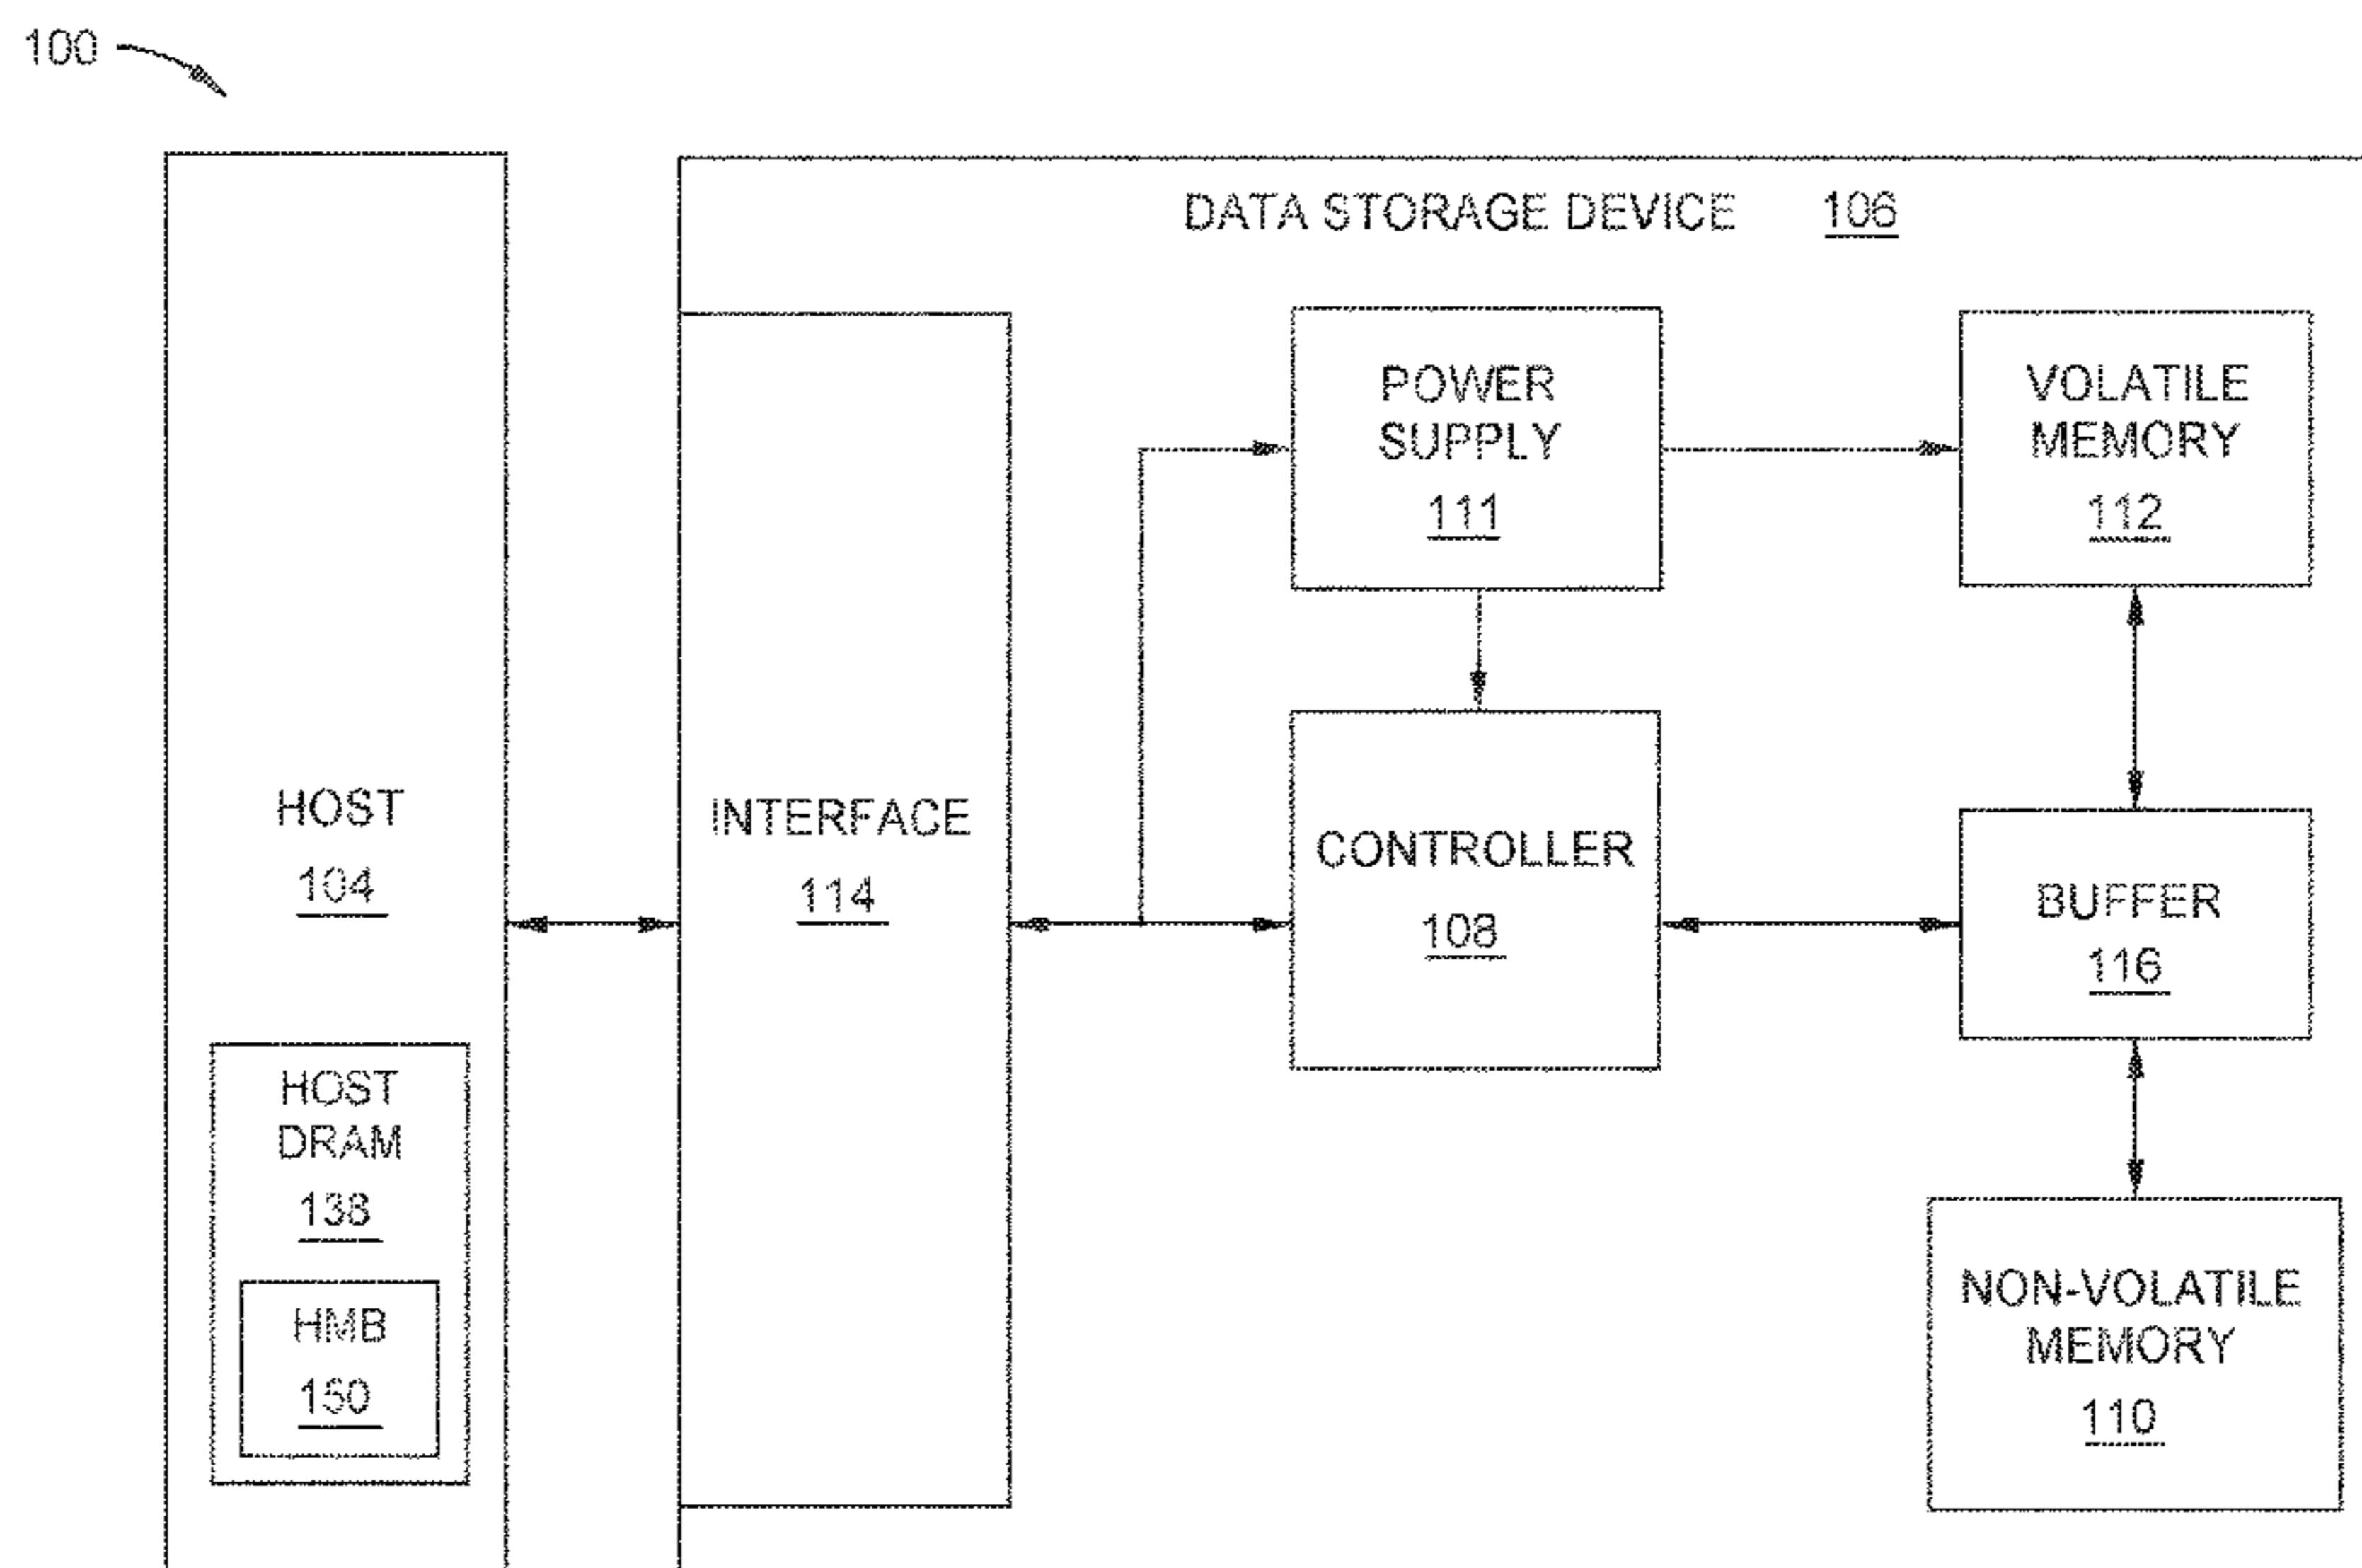 100
DATA STORAGE DEVICE 106
POWER
SUPPLY
111
VOLATILE
MEMORY
112
HOST
104
INTERFACE
114
CONTROLLER
108
BUFFER
116
HOST
DRAM
138
HMB
150
NON-VOLATILE
MEMORY
110